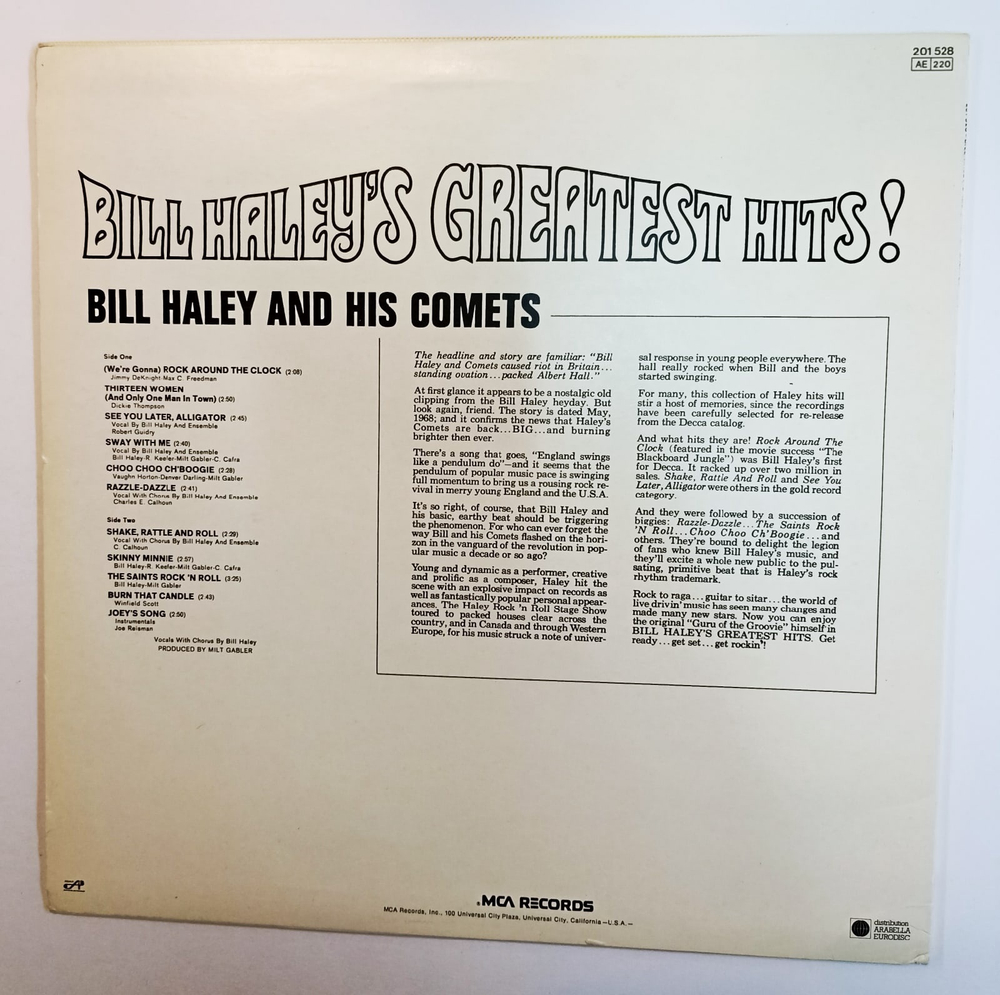 201 528
AE 220
BILL HALEY'S GREATEST HITS!
BILL HALEY AND HIS COMETS
Side One
(We're Gonna) ROCK AROUND THE CLOCK (2:08)
Jimmy DeKnight-Max C. Freedman
THIRTEEN WOMEN
(And Only One Man In Town) (2:50)
Dickie Thompson
SEE YOU LATER, ALLIGATOR (2:45)
Vocal By Bill Haley And Ensemble
Robert Guidry
SWAY WITH ME (2:40)
Vocal By Bill Haley And Ensemble
Bill Haley-R. Keefer-Milt Gabler-C. Cafra
CHOO CHOO CH'BOOGIE (2:28)
Vaughn Horton-Denver Darling-Milt Gabler
RAZZLE-DAZZLE (2:41)
Vocal With Chorus By Bill Haley And Ensemble
Charles E. Calhoun
Side Two
SHAKE, RATTLE AND ROLL (2:29)
Vocal With Chorus By Bill Haley And Ensemble
C. Calhoun
SKINNY MINNIE (2:57)
Bill Haley-R. Keefer-Milt Gabler-C. Cafra
THE SAINTS ROCK 'N ROLL (3:25)
Bill Haley-Milt Gabler
BURN THAT CANDLE (2:43)
Winfield Scott
JOEY'S SONG (2:50)
Instrumentals
Joe Reisman
Vocals With Chorus By Bill Haley
PRODUCED BY MILT GABLER
The headline and story are familiar: "Bill
Haley and Comets caused riot in Britain...
standing ovation...packed Albert Hall."
At first glance it appears to be a nostalgic old
clipping from the Bill Haley heyday. But
look again, friend. The story is dated May,
1968; and it confirms the news that Haley's
Comets are back...BIG...and burning
brighter then ever.
There's a song that goes, "England swings
like a pendulum do"—and it seems that the
pendulum of popular music pace is swinging
full momentum to bring us a rousing rock re-
vival in merry young England and the U.S.A.
It's so right, of course, that Bill Haley and
his basic, earthy beat should be triggering
the phenomenon. For who can ever forget the
way Bill and his Comets flashed on the hori-
zon in the vanguard of the revolution in pop-
ular music a decade or so ago?
Young and dynamic as a performer, creative
and prolific as a composer, Haley hit the
scene with an explosive impact on records as
well as fantastically popular personal appear-
ances. The Haley Rock 'n Roll Stage Show
toured to packed houses clear across the
country, and in Canada and through Western
Europe, for his music struck a note of univer-
sal response in young people everywhere. The
hall really rocked when Bill and the boys
started swinging.
For many, this collection of Haley hits will
stir a host of memories, since the recordings
have been carefully selected for re-release
from the Decca catalog.
And what hits they are! Rock Around The
Clock (featured in the movie success "The
Blackboard Jungle") was Bill Haley's first
for Decca. It racked up over two million in
sales. Shake, Rattle And Roll and See You
Later, Alligator were others in the gold record
category.
And they were followed by a succession of
biggies: Razzle-Dazzle...The Saints Rock
'N Roll...Choo Choo Ch'Boogie...and
others. They're bound to delight the legion
of fans who knew Bill Haley's music, and
they'll excite a whole new public to the pul-
sating, primitive beat that is Haley's rock
rhythm trademark.
Rock to raga...guitar to sitar...the world of
live drivin' music has seen many changes and
made many new stars. Now you can enjoy
the original "Guru of the Groovie" himself in
BILL HALEY'S GREATEST HITS. Get
ready...get set...get rockin'!
MCA RECORDS
MCA Records, Inc., 100 Universal City Plaza, Universal City, California—U.S.A.—
distribution
ARABELLA
EURODISC